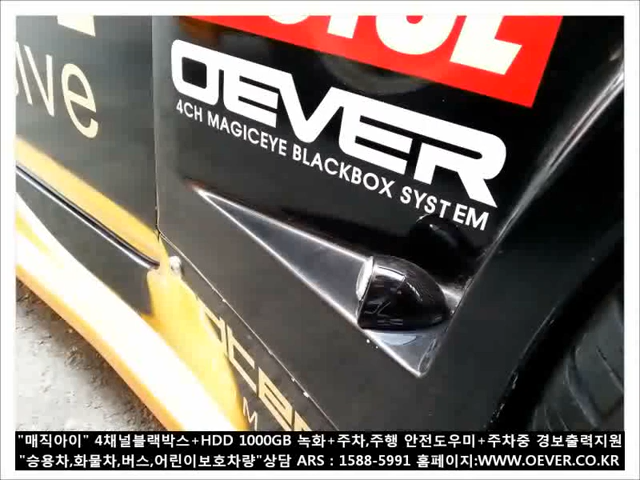 MOTUL
ive
OEVER
4CH MAGICEYE BLACKBOX SYSTEM
"매직아이" 4채널블랙박스+HDD 1000GB 녹화+주차,주행 안전도우미+주차중 경보출력지원
"승용차,화물차,버스,어린이보호차량"상담 ARS : 1588-5991 홈페이지:WWW.OEVER.CO.KR